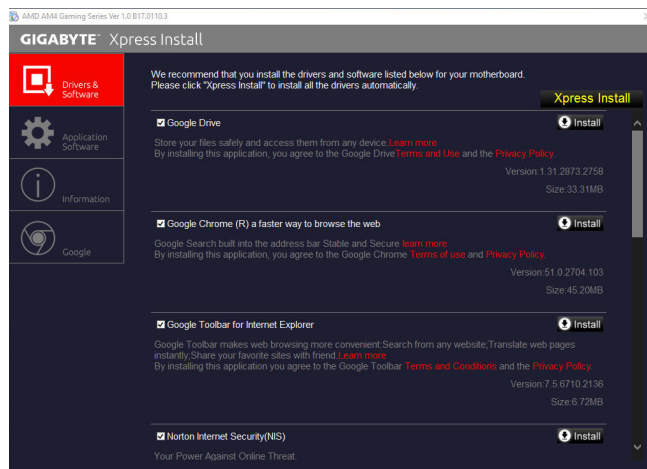 AMD AM4 Gaming Series Ver 1.0 B17.0110.3
GIGABYTE™ Xpress Install
Drivers &
Software
Application
Software
Information
Google
We recommend that you install the drivers and software listed below for your motherboard.
Please click "Xpress Install" to install all the drivers automatically.
Xpress Install
Google Drive
Install
Store your files safely and access them from any device.Learn more
By installing this application, you agree to the Google DriveTerms and Use and the Privacy Policy.
Version:1.31.2873.2758
Size:33.31MB
Google Chrome (R) a faster way to browse the web
Install
Google Search built into the address bar Stable and Secure learn more
By installing this application, you agree to the Google Chrome Terms of use and Privacy Policy.
Version:51.0.2704.103
Size:45.20MB
Google Toolbar for Internet Explorer
Install
Google Toolbar makes web browsing more convenient:Search from any website;Translate web pages
instantly;Share your favorite sites with friend.Learn more
By installing this application you agree to the Google Toolbar Terms and Conditions and the Privacy Policy.
Version:7.5.6710.2136
Size:6.72MB
Norton Internet Security(NIS)
Install
Your Power Against Online Threat.